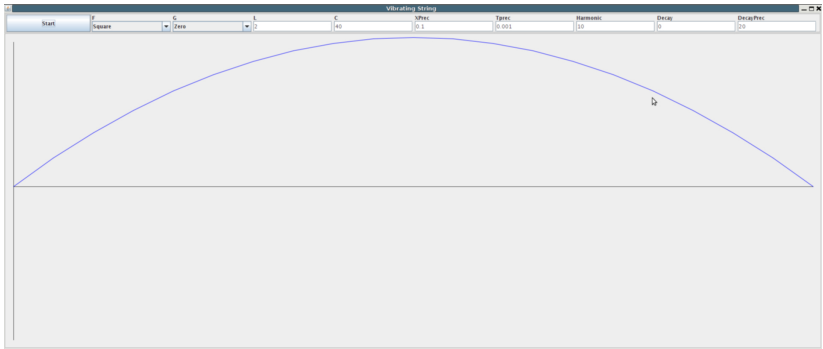 Vibrating String
Start
F G L C XPrec Tprec Harmonic Decay DecayPrec
Square Zero 2 40 0.1 0.001 10 0 20